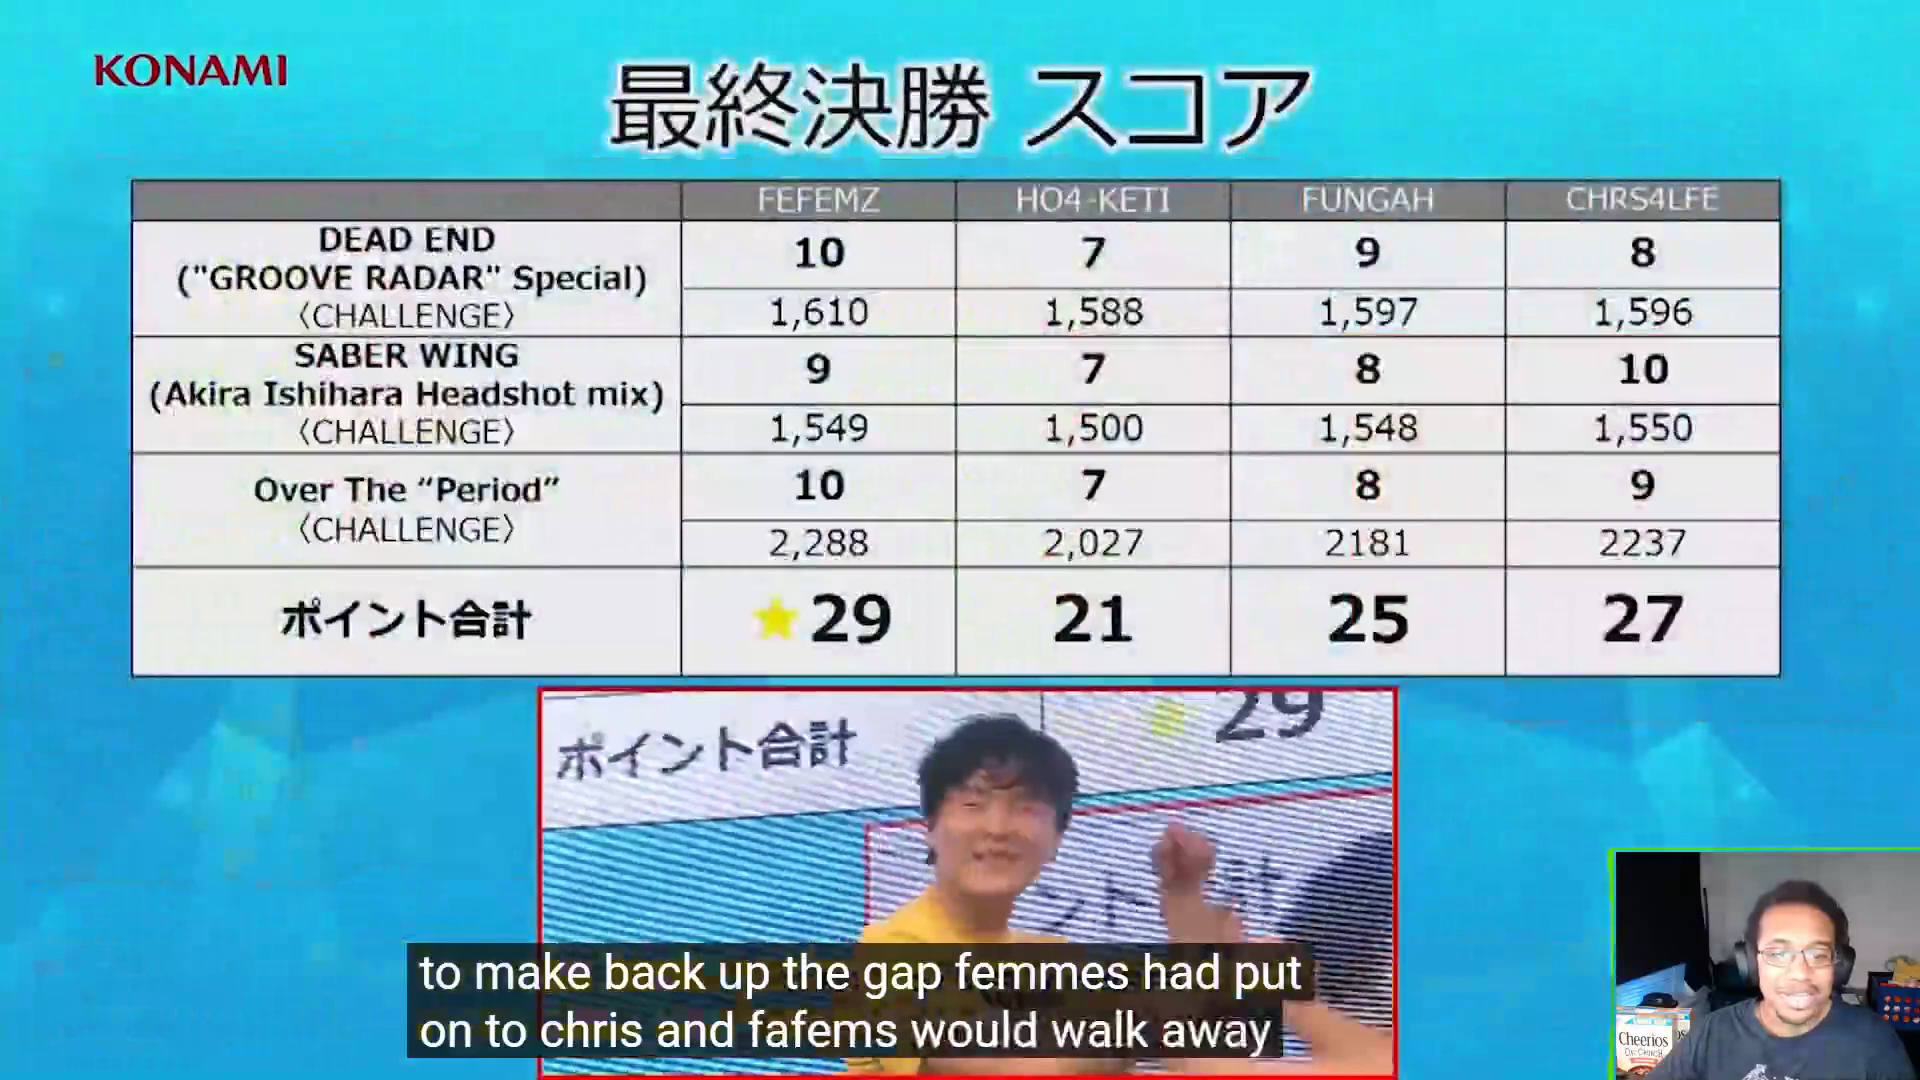 KONAMI
最終決勝 スコア
FEFEMZ HO4-KETI FUNGAH CHRS4LFE
DEAD END
("GROOVE RADAR" Special)
〈CHALLENGE〉
10 7 9 8
1,610 1,588 1,597 1,596
SABER WING
(Akira Ishihara Headshot mix)
〈CHALLENGE〉
9 7 8 10
1,549 1,500 1,548 1,550
Over The “Period”
〈CHALLENGE〉
10 7 8 9
2,288 2,027 2181 2237
ポイント合計
★29 21 25 27
ポイント合計
29
ント 計
to make back up the gap femmes had put
on to chris and fafems would walk away
Cheerios